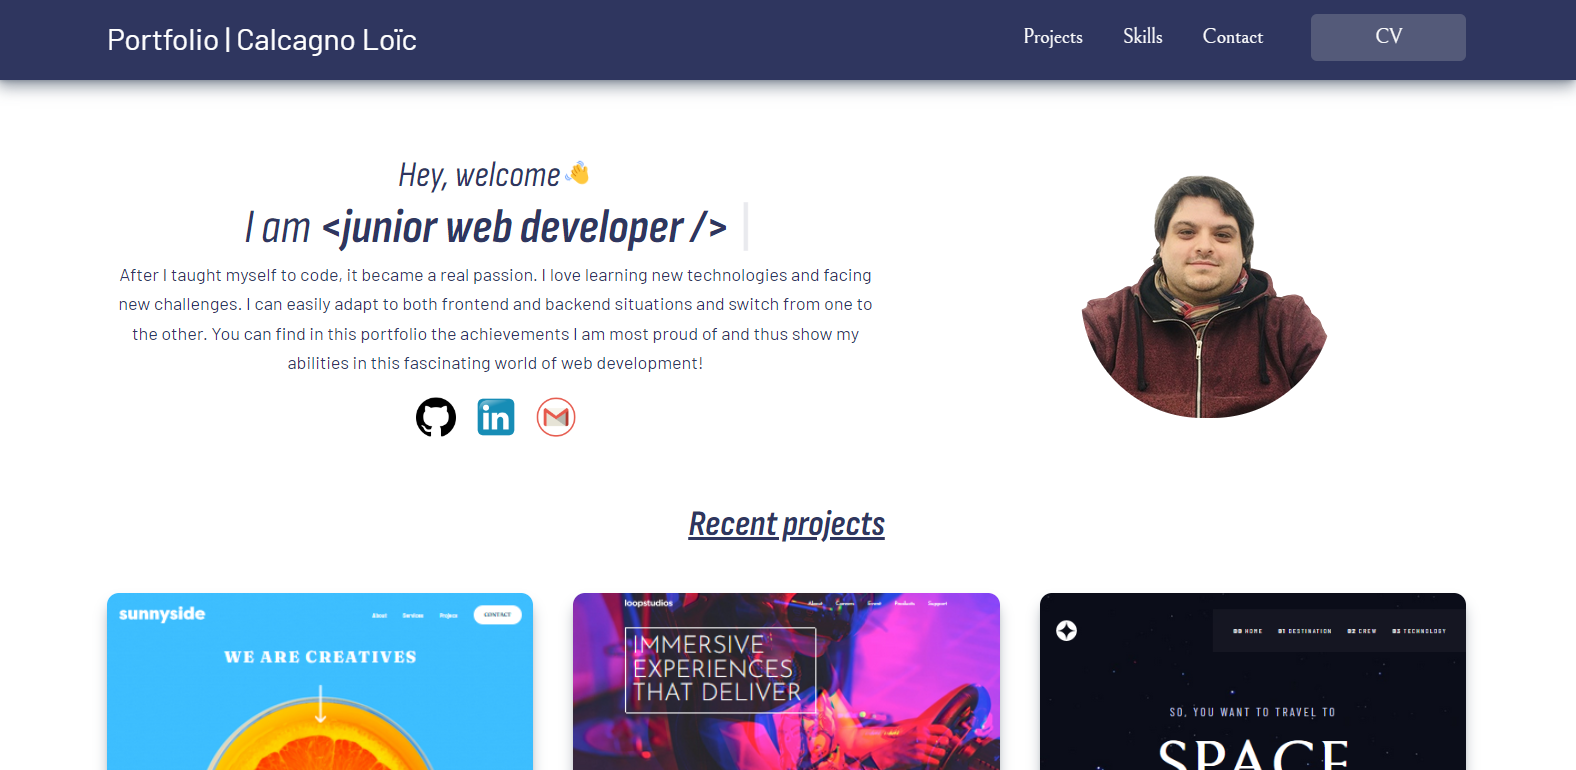 Portfolio | Calcagno Loïc
Projects
Skills
Contact
CV
Hey, welcome
I am <junior web developer /> |
After I taught myself to code, it became a real passion. I love learning new technologies and facing
new challenges. I can easily adapt to both frontend and backend situations and switch from one to
the other. You can find in this portfolio the achievements I am most proud of and thus show my
abilities in this fascinating world of web development!
in
Recent projects
sunnyside
About
Services
Projects
CONTACT
WE ARE CREATIVES
loopstudios
About
Careers
Events
Products
Support
IMMERSIVE
EXPERIENCES
THAT DELIVER
00 HOME
01 DESTINATION
02 CREW
03 TECHNOLOGY
SO, YOU WANT TO TRAVEL TO
SPACE